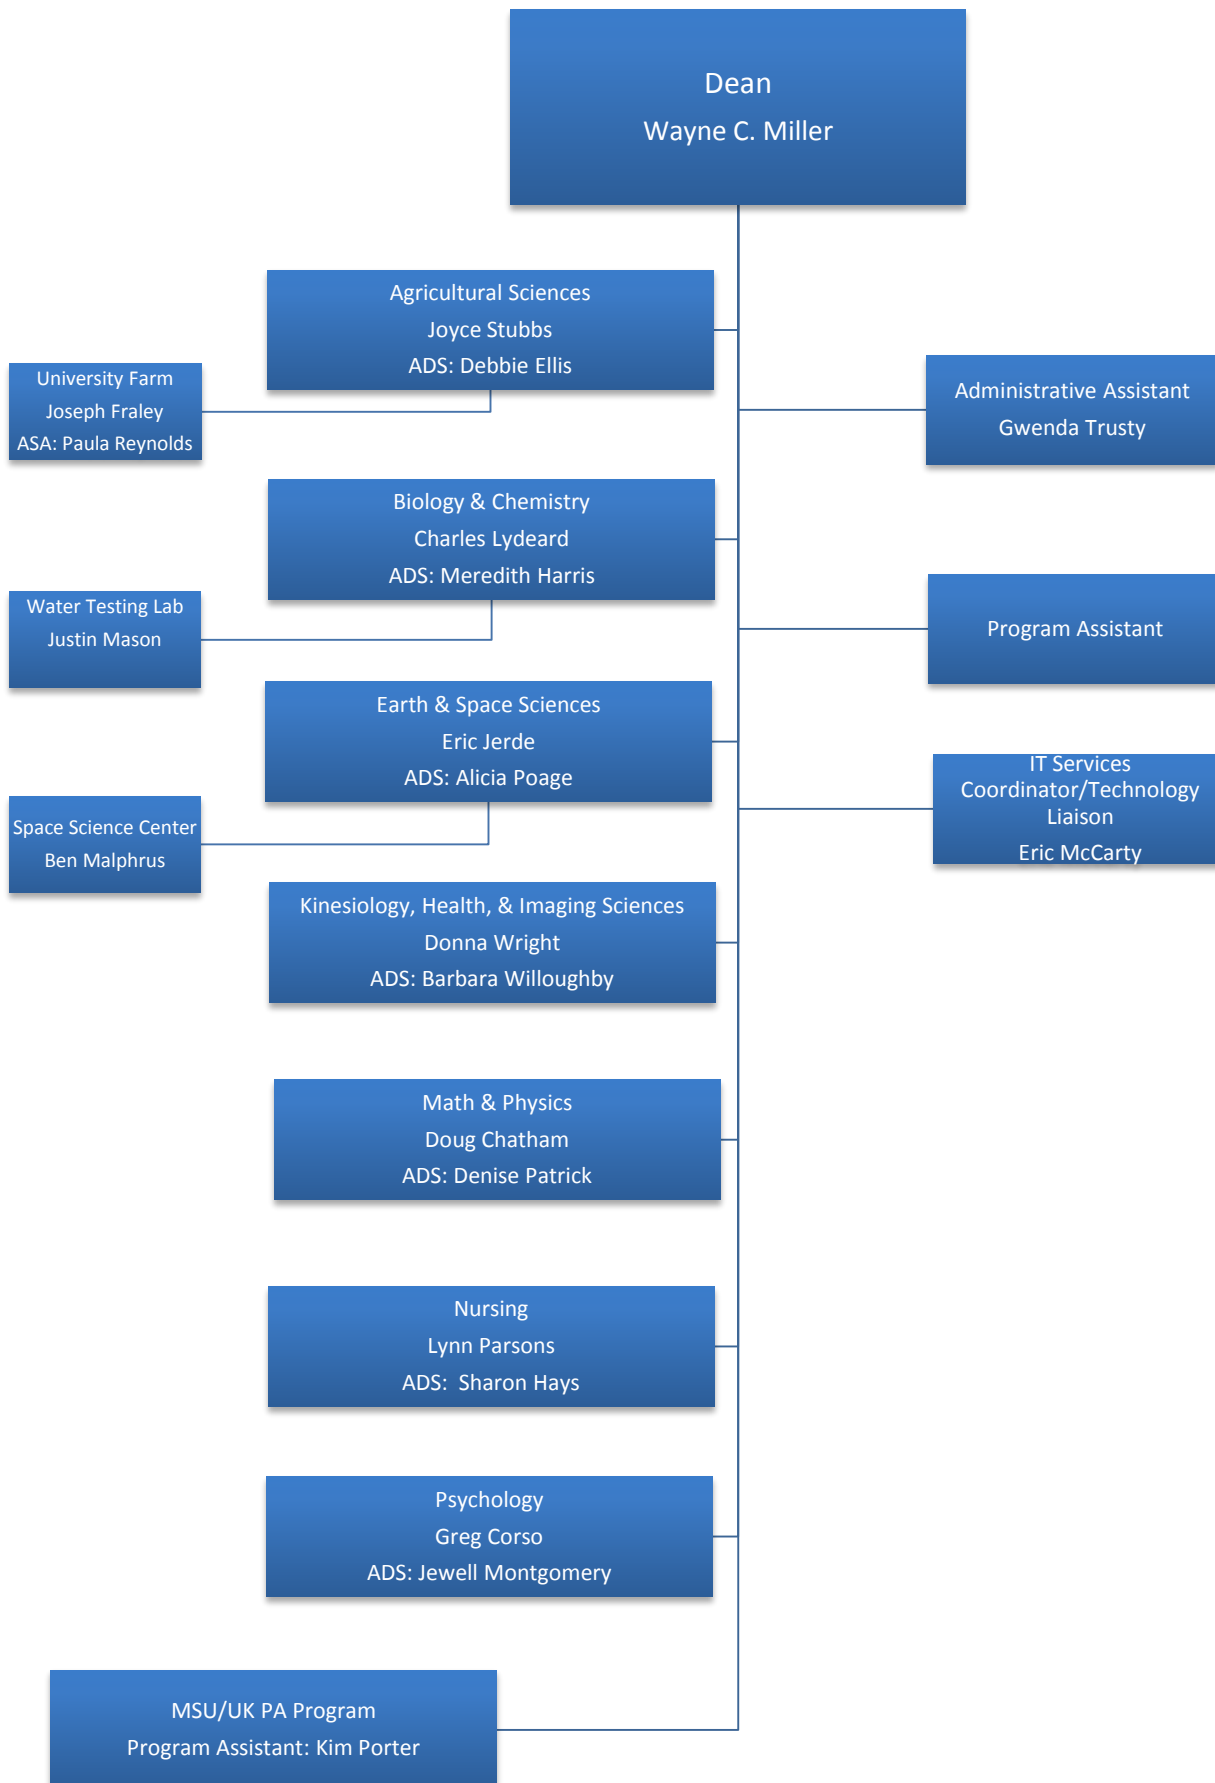 Dean
Wayne C. Miller
Agricultural Sciences
Joyce Stubbs
ADS: Debbie Ellis
University Farm
Joseph Fraley
ASA: Paula Reynolds
Administrative Assistant
Gwenda Trusty
Biology & Chemistry
Charles Lydeard
ADS: Meredith Harris
Water Testing Lab
Justin Mason
Program Assistant
Earth & Space Sciences
Eric Jerde
ADS: Alicia Poage
IT Services
Coordinator/Technology
Liaison
Eric McCarty
Space Science Center
Ben Malphrus
Kinesiology, Health, & Imaging Sciences
Donna Wright
ADS: Barbara Willoughby
Math & Physics
Doug Chatham
ADS: Denise Patrick
Nursing
Lynn Parsons
ADS:  Sharon Hays
Psychology
Greg Corso
ADS: Jewell Montgomery
MSU/UK PA Program
Program Assistant: Kim Porter